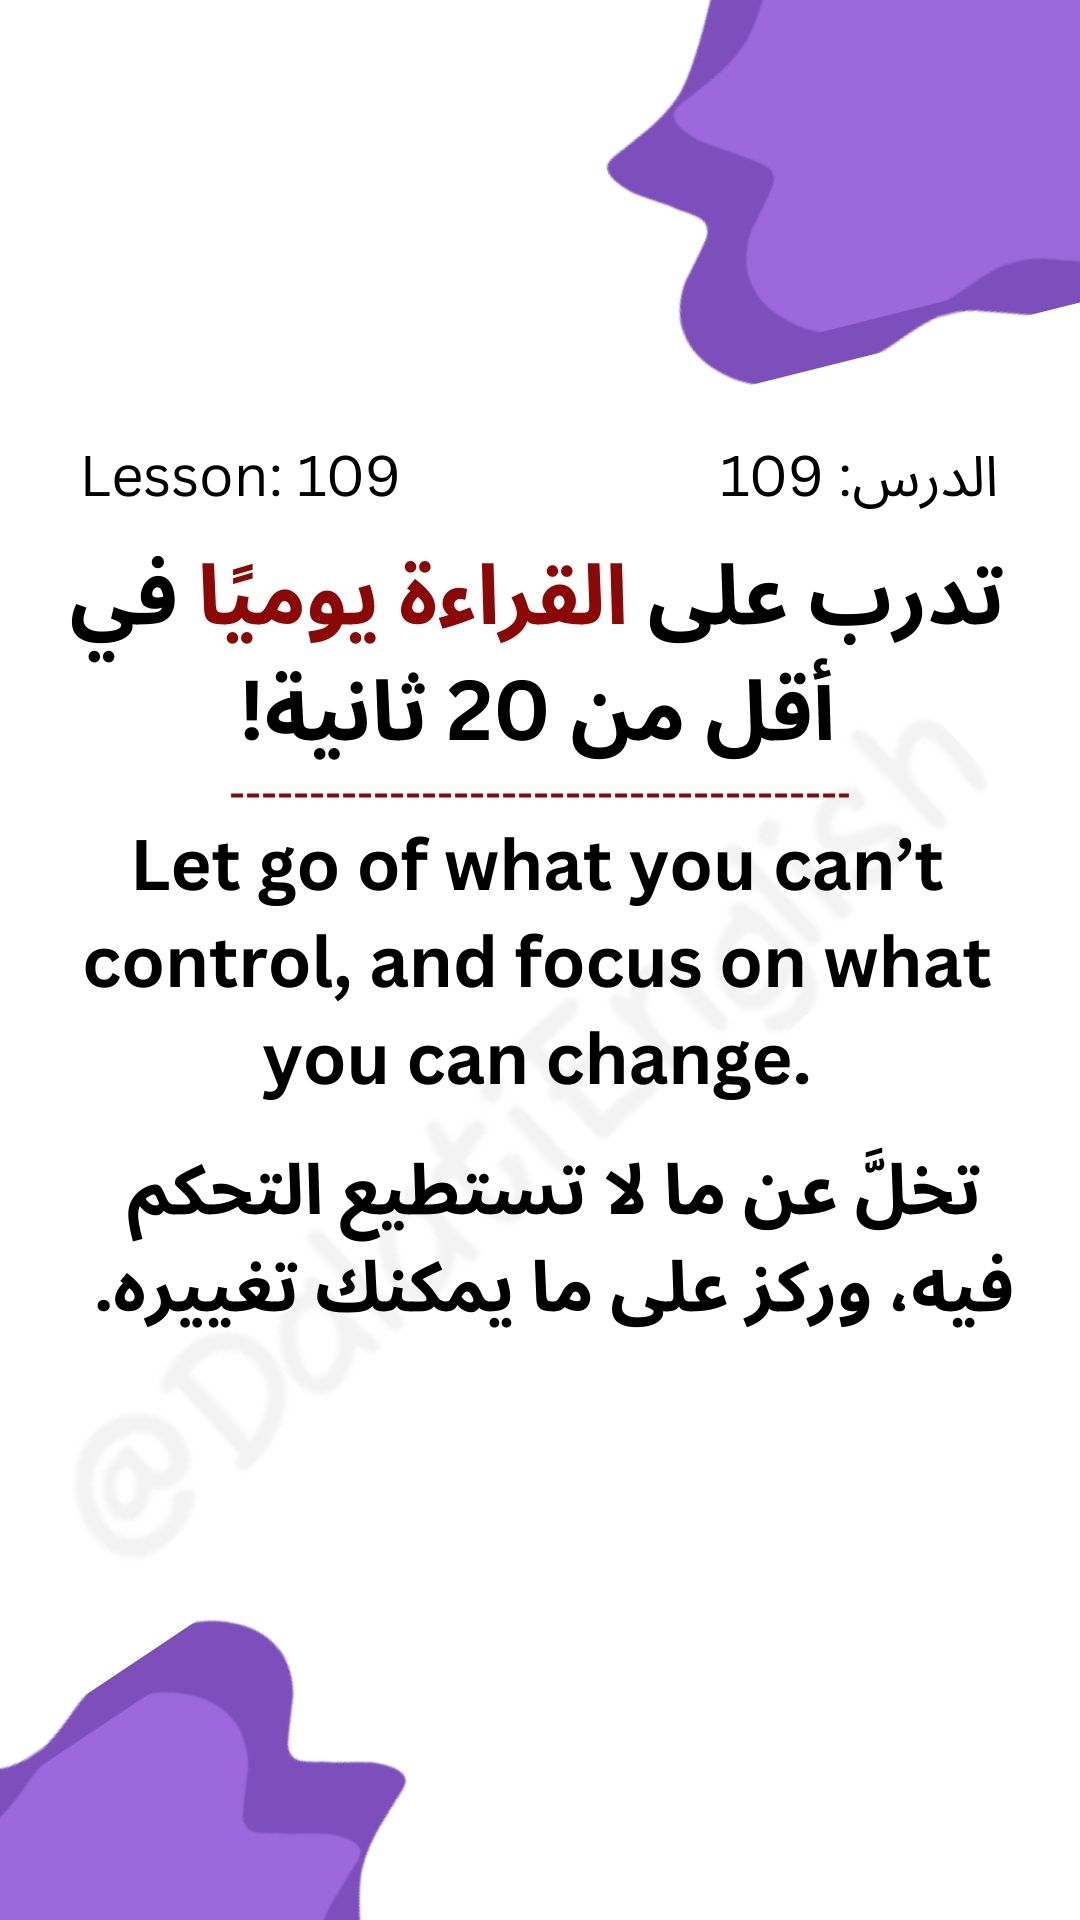 Lesson: 109
الدرس: 109
تدرب على القراءة يوميًا في
أقل من 20 ثانية!
---------------------------------------
Let go of what you can’t
control, and focus on what
you can change.
تخلَّ عن ما لا تستطيع التحكم
فيه، وركز على ما يمكنك تغييره.